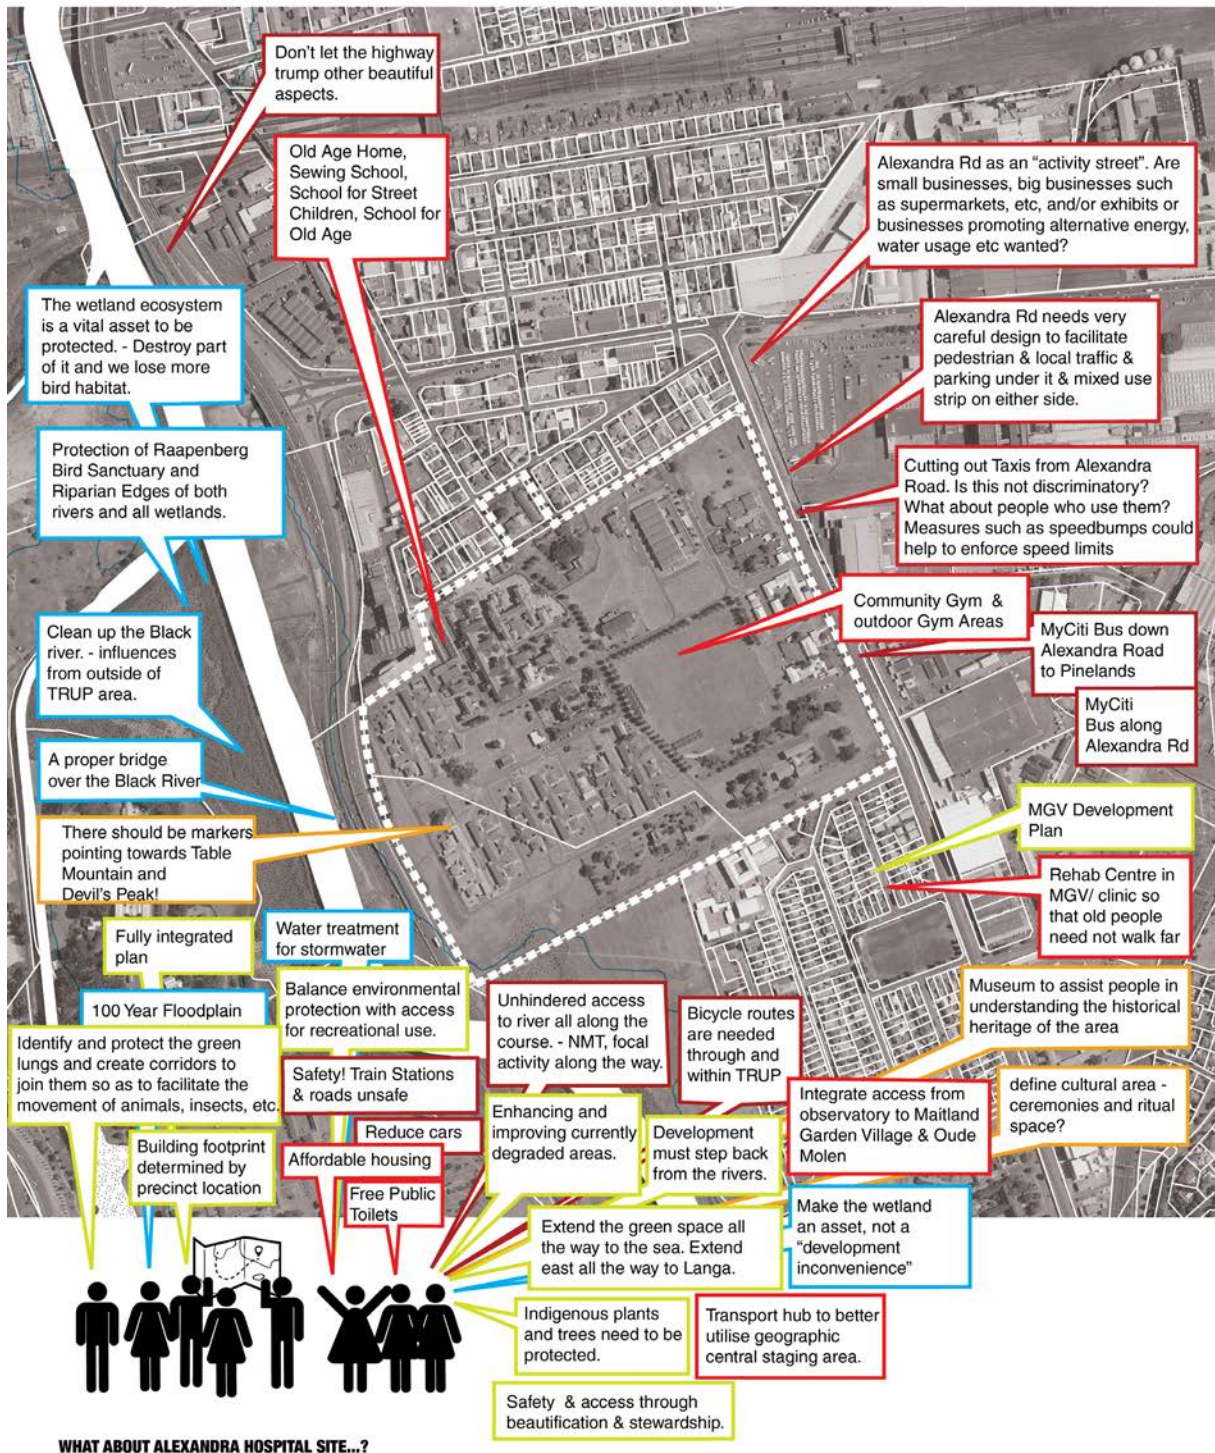 Don't let the highway
trump other beautiful
aspects.
Old Age Home,
Sewing School,
School for Street
Children, School for
Old Age
Alexandra Rd as an “activity street”. Are
small businesses, big businesses such
as supermarkets, etc, and/or exhibits or
businesses promoting alternative energy,
water usage etc wanted?
The wetland ecosystem
is a vital asset to be
protected. - Destroy part
of it and we lose more
bird habitat.
Alexandra Rd needs very
careful design to facilitate
pedestrian & local traffic &
parking under it & mixed use
strip on either side.
Protection of Raapenberg
Bird Sanctuary and
Riparian Edges of both
rivers and all wetlands.
Cutting out Taxis from Alexandra
Road. Is this not discriminatory?
What about people who use them?
Measures such as speedbumps could
help to enforce speed limits
Community Gym &
outdoor Gym Areas
Clean up the Black
river. - influences
from outside of
TRUP area.
MyCiti Bus down
Alexandra Road
to Pinelands
MyCiti
Bus along
Alexandra Rd
A proper bridge
over the Black River
MGV Development
Plan
There should be markers
pointing towards Table
Mountain and
Devil's Peak!
Rehab Centre in
MGV/ clinic so
that old people
need not walk far
Fully integrated
plan
Water treatment
for stormwater
100 Year Floodplain
Balance environmental
protection with access
for recreational use.
Unhindered access
to river all along the
course. - NMT, focal
activity along the way.
Bicycle routes
are needed
through and
within TRUP
Museum to assist people in
understanding the historical
heritage of the area
Identify and protect the green
lungs and create corridors to
join them so as to facilitate the
movement of animals, insects, etc.
Safety! Train Stations
& roads unsafe
Reduce cars
Enhancing and
improving currently
degraded areas.
Development
must step back
from the rivers.
Integrate access from
observatory to Maitland
Garden Village & Oude
Molen
define cultural area -
ceremonies and ritual
space?
Building footprint
determined by
precinct location
Affordable housing
Free Public
Toilets
Extend the green space all
the way to the sea. Extend
east all the way to Langa.
Make the wetland
an asset, not a
“development
inconvenience”
Indigenous plants
and trees need to be
protected.
Transport hub to better
utilise geographic
central staging area.
Safety & access through
beautification & stewardship.
WHAT ABOUT ALEXANDRA HOSPITAL SITE...?